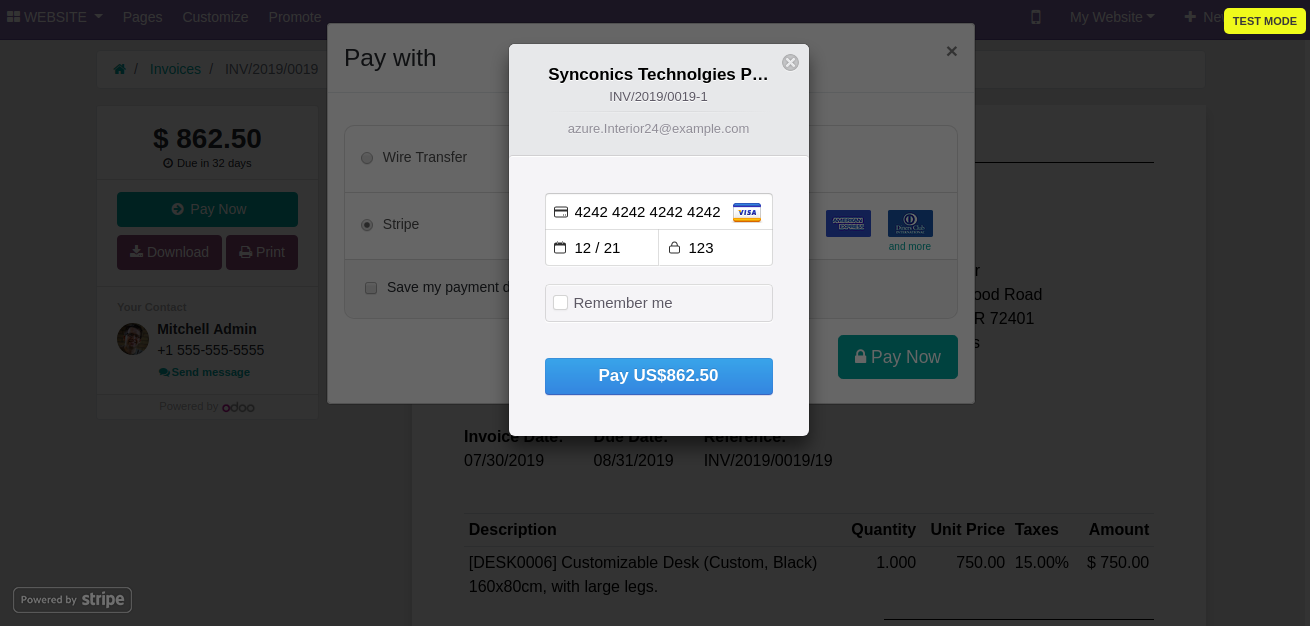 WEBSITE Pages Customize Promote My Website Ne
TEST MODE
/ Invoices / INV/2019/0019
$ 862.50
Due in 32 days
Pay Now
Download Print
Your Contact
Mitchell Admin
+1 555-555-5555
Send message
Powered by odoo
Pay with ×
Wire Transfer
Stripe
AMERICAN EXPRESS
Diners Club INTERNATIONAL
and more
Save my payment d
Pay Now
Synconics Technolgies P…
INV/2019/0019-1
azure.Interior24@example.com
4242 4242 4242 4242 VISA
12 / 21 123
Remember me
Pay US$862.50
r
ood Road
R 72401
s
Invoice Date: Due Date: Reference:
07/30/2019 08/31/2019 INV/2019/0019/19
Description Quantity Unit Price Taxes Amount
[DESK0006] Customizable Desk (Custom, Black) 1.000 750.00 15.00% $ 750.00
160x80cm, with large legs.
Powered by stripe